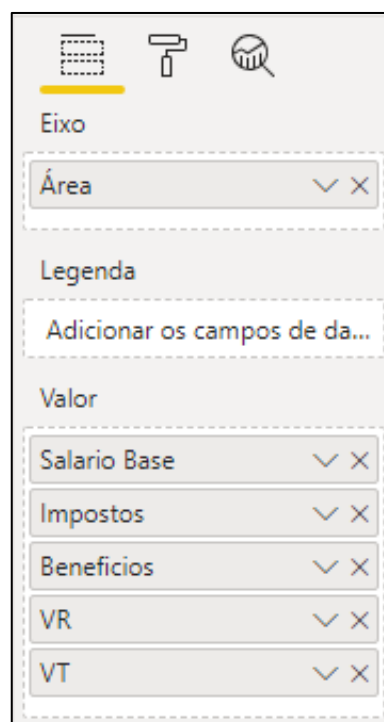 Eixo
Área
Legenda
Adicionar os campos de da...
Valor
Salario Base
Impostos
Beneficios
VR
VT